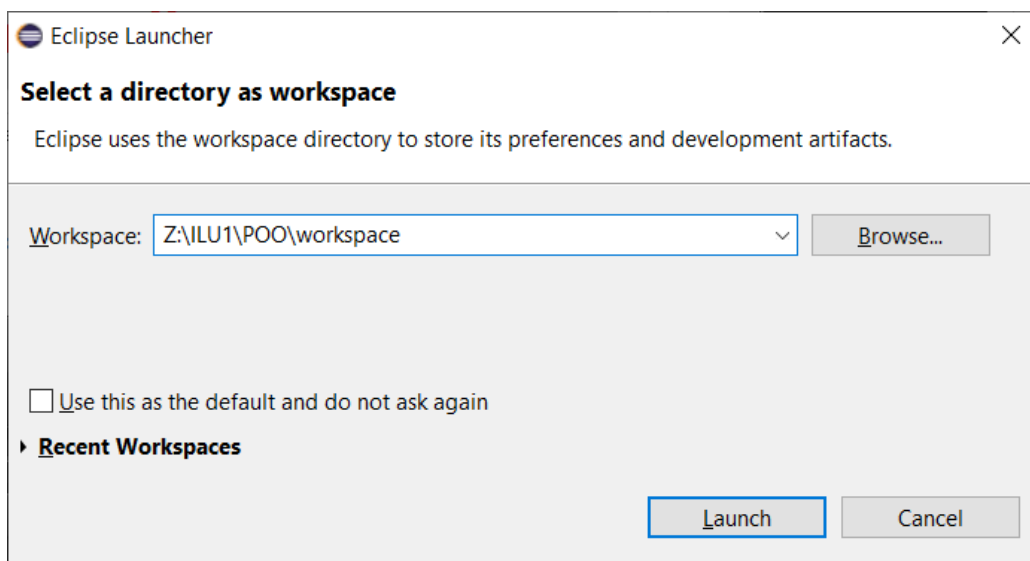 Eclipse Launcher
Select a directory as workspace
Eclipse uses the workspace directory to store its preferences and development artifacts.
Workspace: Z:\ILU1\POO\workspace Browse...
Use this as the default and do not ask again
Recent Workspaces
Launch Cancel